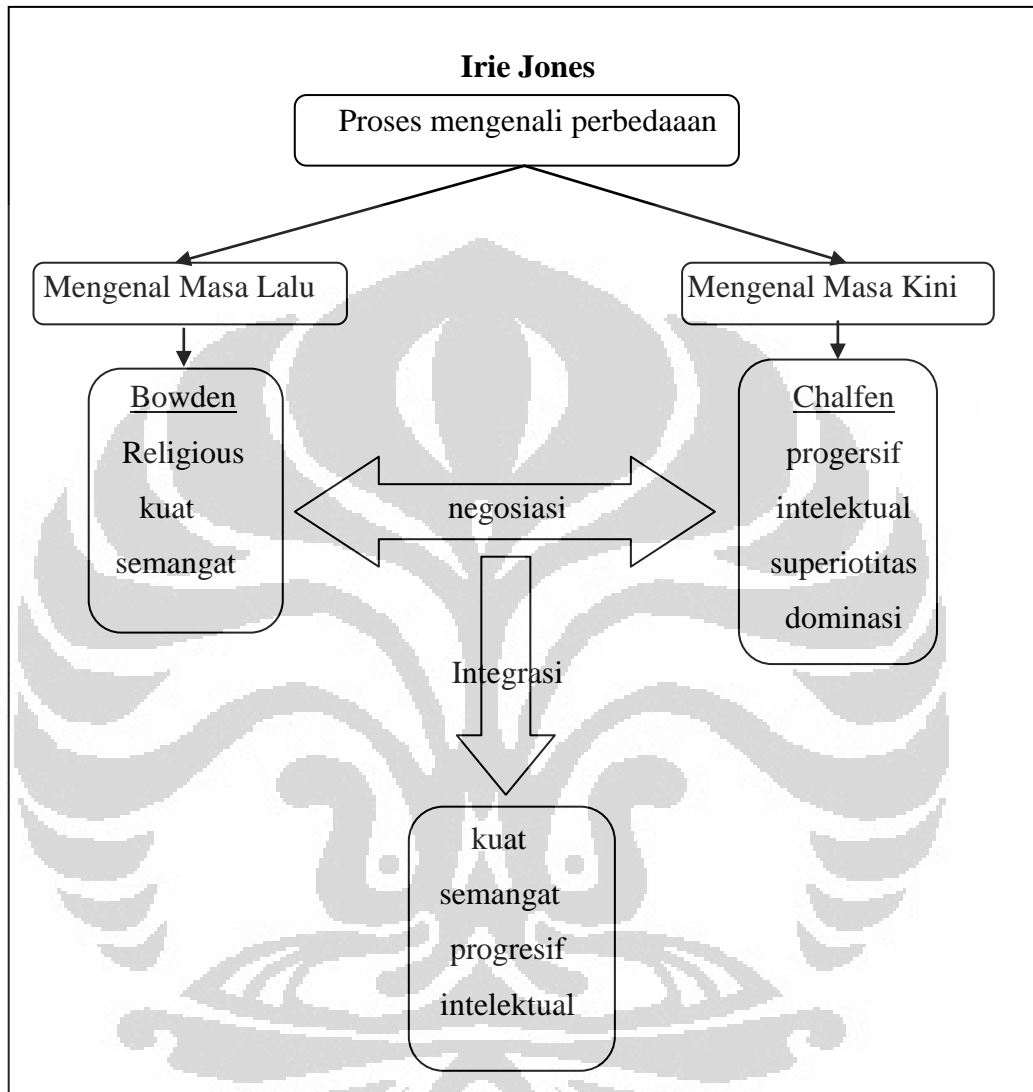 Irie Jones
Proses mengenali perbedaaan
Mengenal Masa Lalu
Mengenal Masa Kini
Bowden
Religious
kuat
semangat
negosiasi
Chalfen
progersif
intelektual
superiotitas
dominasi
Integrasi
kuat
semangat
progresif
intelektual